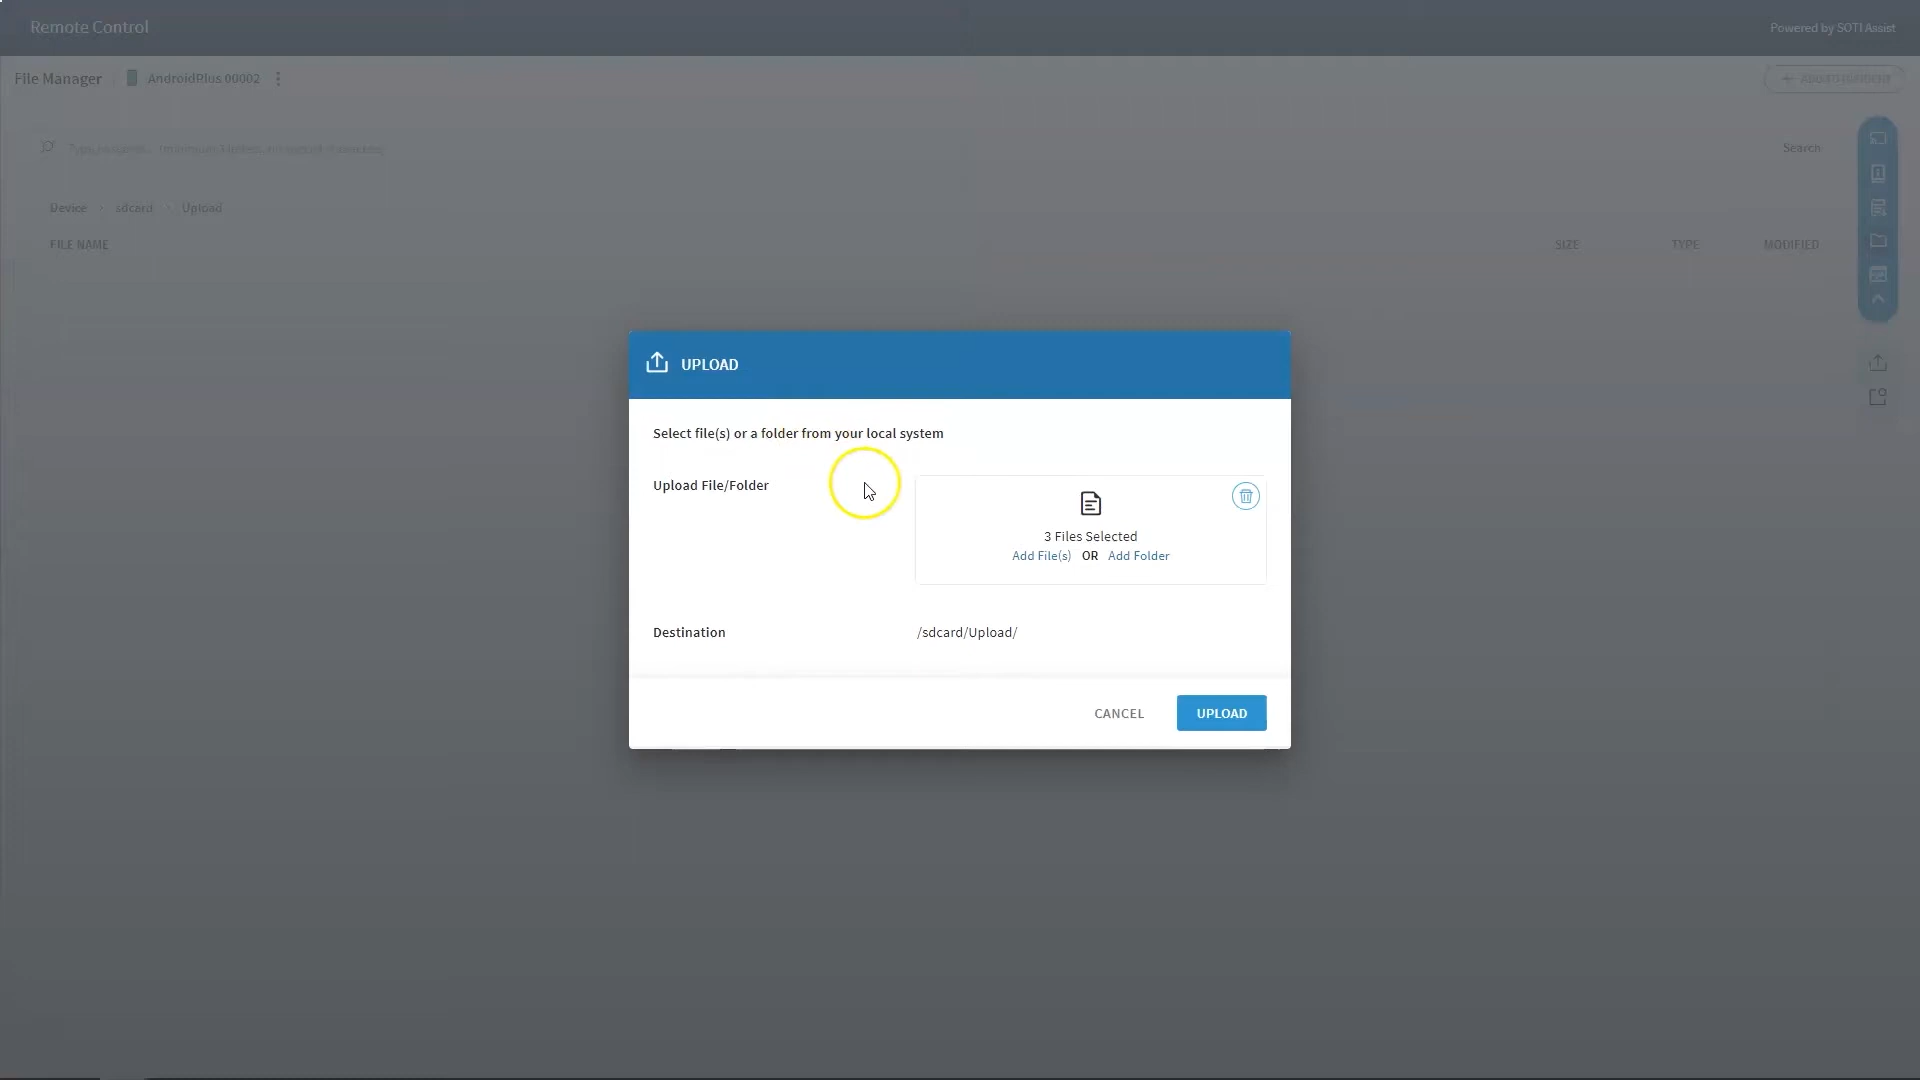 Remote Control
Powered by SOTI Assist
File Manager
AndroidPlus 00002
Search
Device > sdcard > Upload
FILE NAME
SIZE
TYPE
MODIFIED
UPLOAD
Select file(s) or a folder from your local system
Upload File/Folder
3 Files Selected
Add File(s) OR Add Folder
Destination
/sdcard/Upload/
CANCEL
UPLOAD